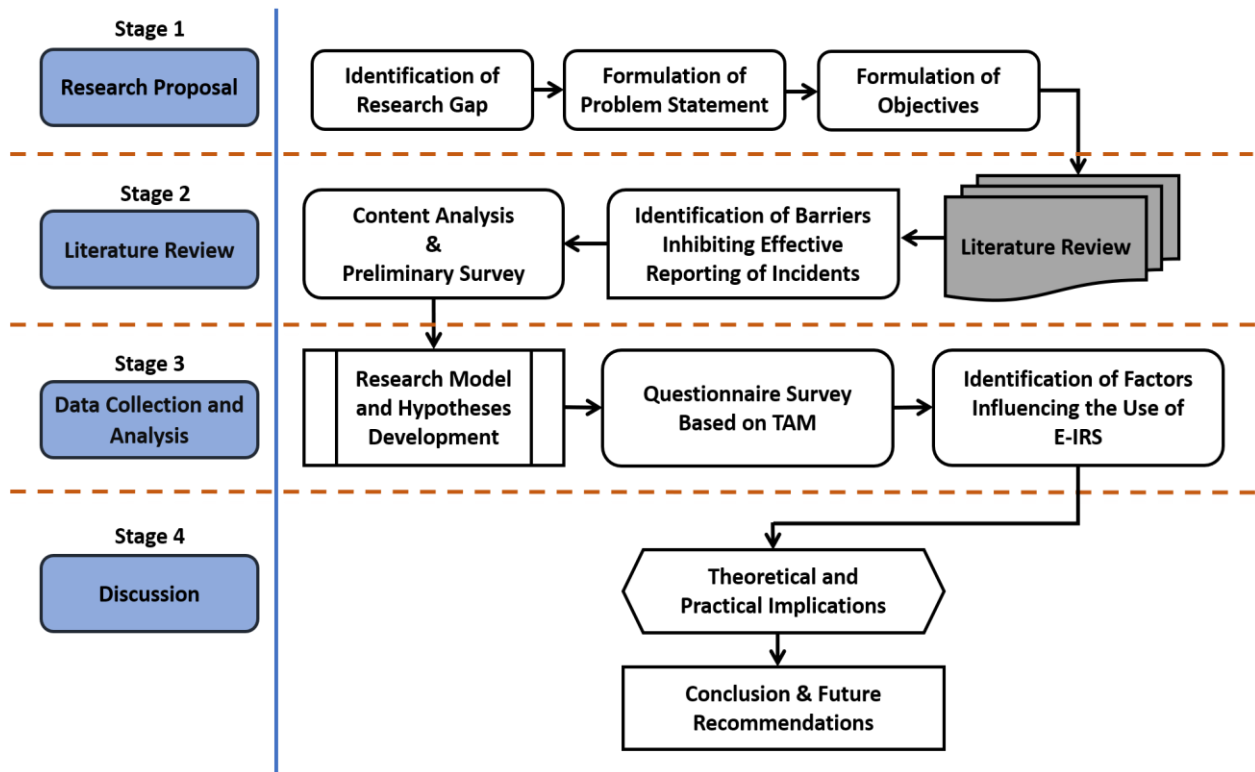 Stage 1
Research Proposal
Identification of
Research Gap
Formulation of
Problem Statement
Formulation of
Objectives
Stage 2
Literature Review
Content Analysis
&
Preliminary Survey
Identification of Barriers
Inhibiting Effective
Reporting of Incidents
Literature Review
Stage 3
Data Collection and
Analysis
Research Model
and Hypotheses
Development
Questionnaire Survey
Based on TAM
Identification of Factors
Influencing the Use of
E-IRS
Stage 4
Discussion
Theoretical and
Practical Implications
Conclusion & Future
Recommendations